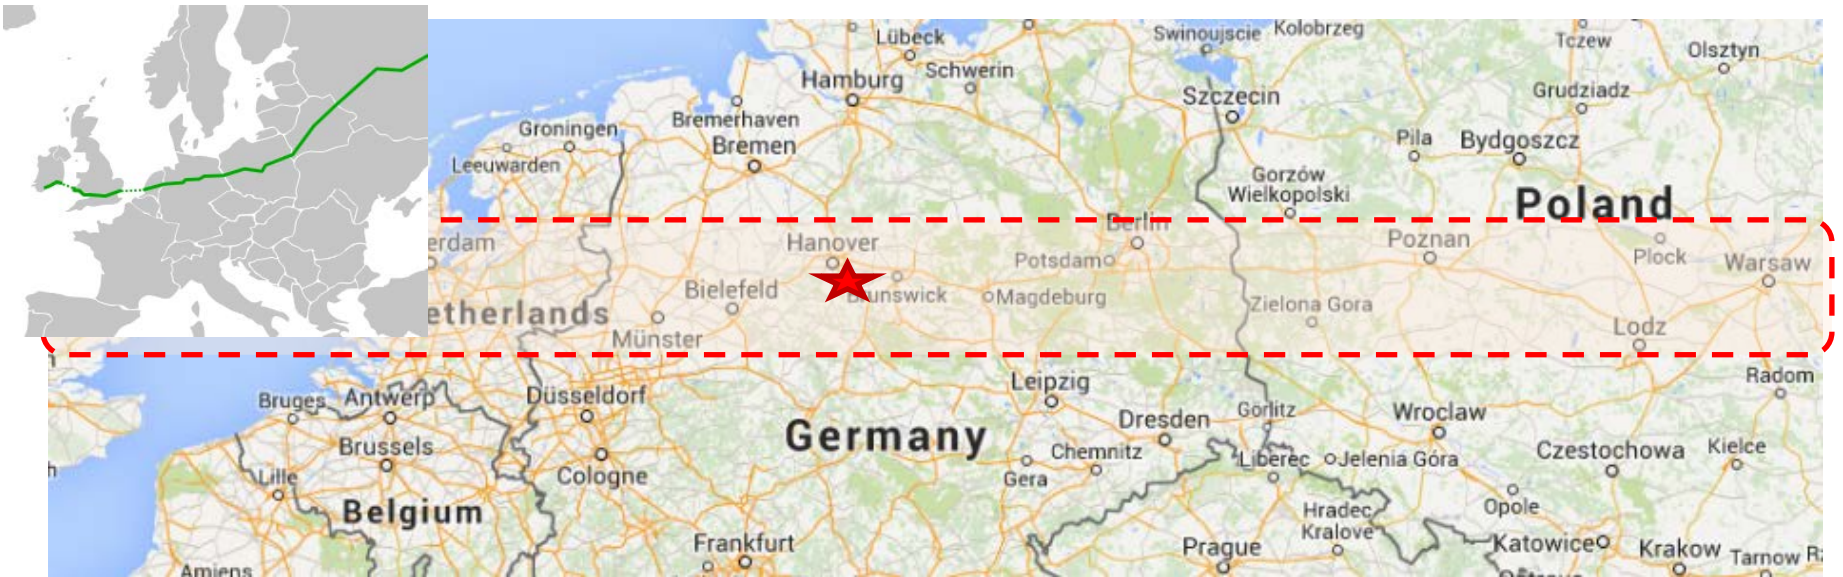 Lübeck
Swinoujscie
Kolobrzeg
Tczew
Olsztyn
Hamburg
Schwerin
Szczecin
Grudziadz
Groningen
Bremerhaven
Bremen
Leeuwarden
Pila
Bydgoszcz
Gorzów
Wielkopolski
Poland
Berlin
erdam
Hanover
Poznan
Plock
Warsaw
Potsdam
Bielefeld
Brunswick
Magdeburg
Zielona Gora
etherlands
Münster
Lodz
Radom
Leipzig
Bruges
Antwerp
Düsseldorf
Dresden
Görlitz
Wroclaw
Germany
Brussels
Chemnitz
Czestochowa
Kielce
Lille
Cologne
Gera
Liberec
Jelenia Góra
Belgium
Opole
Hradec
Kralove
Frankfurt
Prague
Katowice
Krakow
Tarnow
Amiens